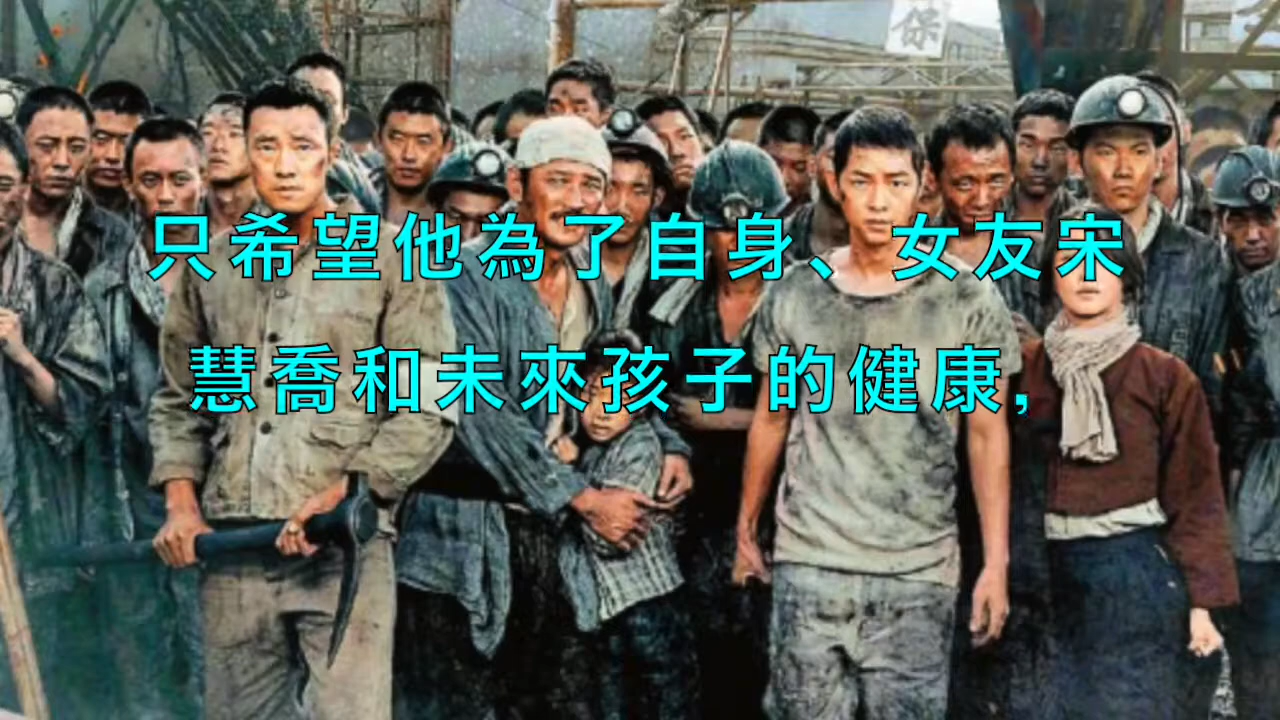 保
只希望他為了自身、女友宋
慧喬和未來孩子的健康,